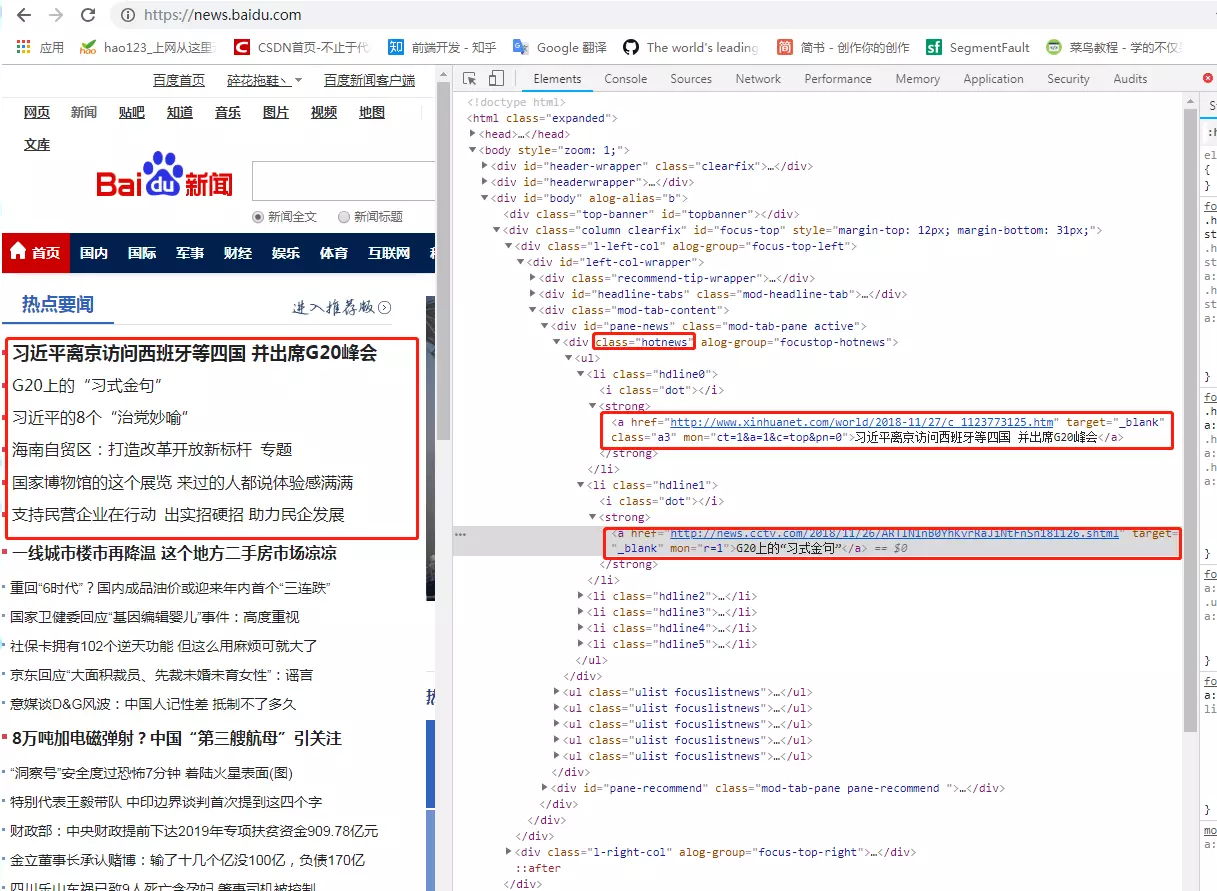 https://news.baidu.com
应用 hao123_上网从这里 CSDN首页-不止于代 前端开发 - 知乎 Google 翻译 The world's leading 简书 - 创作你的创作 SegmentFault 菜鸟教程 - 学的不仅
百度首页 碎花拖鞋丶 百度新闻客户端
网页 新闻 贴吧 知道 音乐 图片 视频 地图
文库
Bai du 新闻
新闻全文 新闻标题
首页 国内 国际 军事 财经 娱乐 体育 互联网
热点要闻 进入推荐版
习近平离京访问西班牙等四国 并出席G20峰会
G20上的“习式金句”
习近平的8个“治党妙喻”
海南自贸区：打造改革开放新标杆 专题
国家博物馆的这个展览 来过的人都说体验感满满
支持民营企业在行动 出实招硬招 助力民企发展
一线城市楼市再降温 这个地方二手房市场凉凉
重回“6时代”？国内成品油价或迎来年内首个“三连跌”
国家卫健委回应“基因编辑婴儿”事件：高度重视
社保卡拥有102个逆天功能 但这么用麻烦可就大了
京东回应“大面积裁员、先裁未婚未育女性”：谣言
意媒谈D&G风波：中国人记性差 抵制不了多久
8万吨加电磁弹射？中国“第三艘航母”引关注
“洞察号”安全度过恐怖7分钟 着陆火星表面(图)
特别代表王毅带队 中印边界谈判首次提到这四个字
财政部：中央财政提前下达2019年专项扶贫资金909.78亿元
金立董事长承认赌博：输了十几个亿没100亿，负债170亿
四川乐山车祸已致9人死亡含孕妇 肇事司机被控制
Elements Console Sources Network Performance Memory Application Security Audits
<!doctype html>
<html class="expanded">
<head>…</head>
<body style="zoom: 1;">
<div id="header-wrapper" class="clearfix">…</div>
<div id="headerwrapper">…</div>
<div id="body" alog-alias="b">
<div class="top-banner" id="topbanner"></div>
<div class="column clearfix" id="focus-top" style="margin-top: 12px; margin-bottom: 31px;">
<div class="l-left-col" alog-group="focus-top-left">
<div id="left-col-wrapper">
<div class="recommend-tip-wrapper">…</div>
<div id="headline-tabs" class="mod-headline-tab">…</div>
<div class="mod-tab-content">
<div id="pane-news" class="mod-tab-pane active">
<div class="hotnews" alog-group="focustop-hotnews">
<ul>
<li class="hdline0">
<i class="dot"></i>
<strong>
<a href="http://www.xinhuanet.com/world/2018-11/27/c_1123773125.htm" target="_blank"
class="a3" mon="ct=1&a=1&c=top&pn=0">习近平离京访问西班牙等四国 并出席G20峰会</a>
</strong>
</li>
<li class="hdline1">
<i class="dot"></i>
<strong>
<a href="http://news.cctv.com/2018/11/26/ target=
"_blank" mon="r=1">G20上的“习式金句”</a> == $0
</strong>
</li>
<li class="hdline2">…</li>
<li class="hdline3">…</li>
<li class="hdline4">…</li>
<li class="hdline5">…</li>
</ul>
</div>
<ul class="ulist focuslistnews">…</ul>
<ul class="ulist focuslistnews">…</ul>
<ul class="ulist focuslistnews">…</ul>
<ul class="ulist focuslistnews">…</ul>
<ul class="ulist focuslistnews">…</ul>
</div>
<div id="pane-recommend" class="mod-tab-pane pane-recommend ">…</div>
</div>
</div>
</div>
<div class="l-right-col" alog-group="focus-top-right">…</div>
::after
</div>